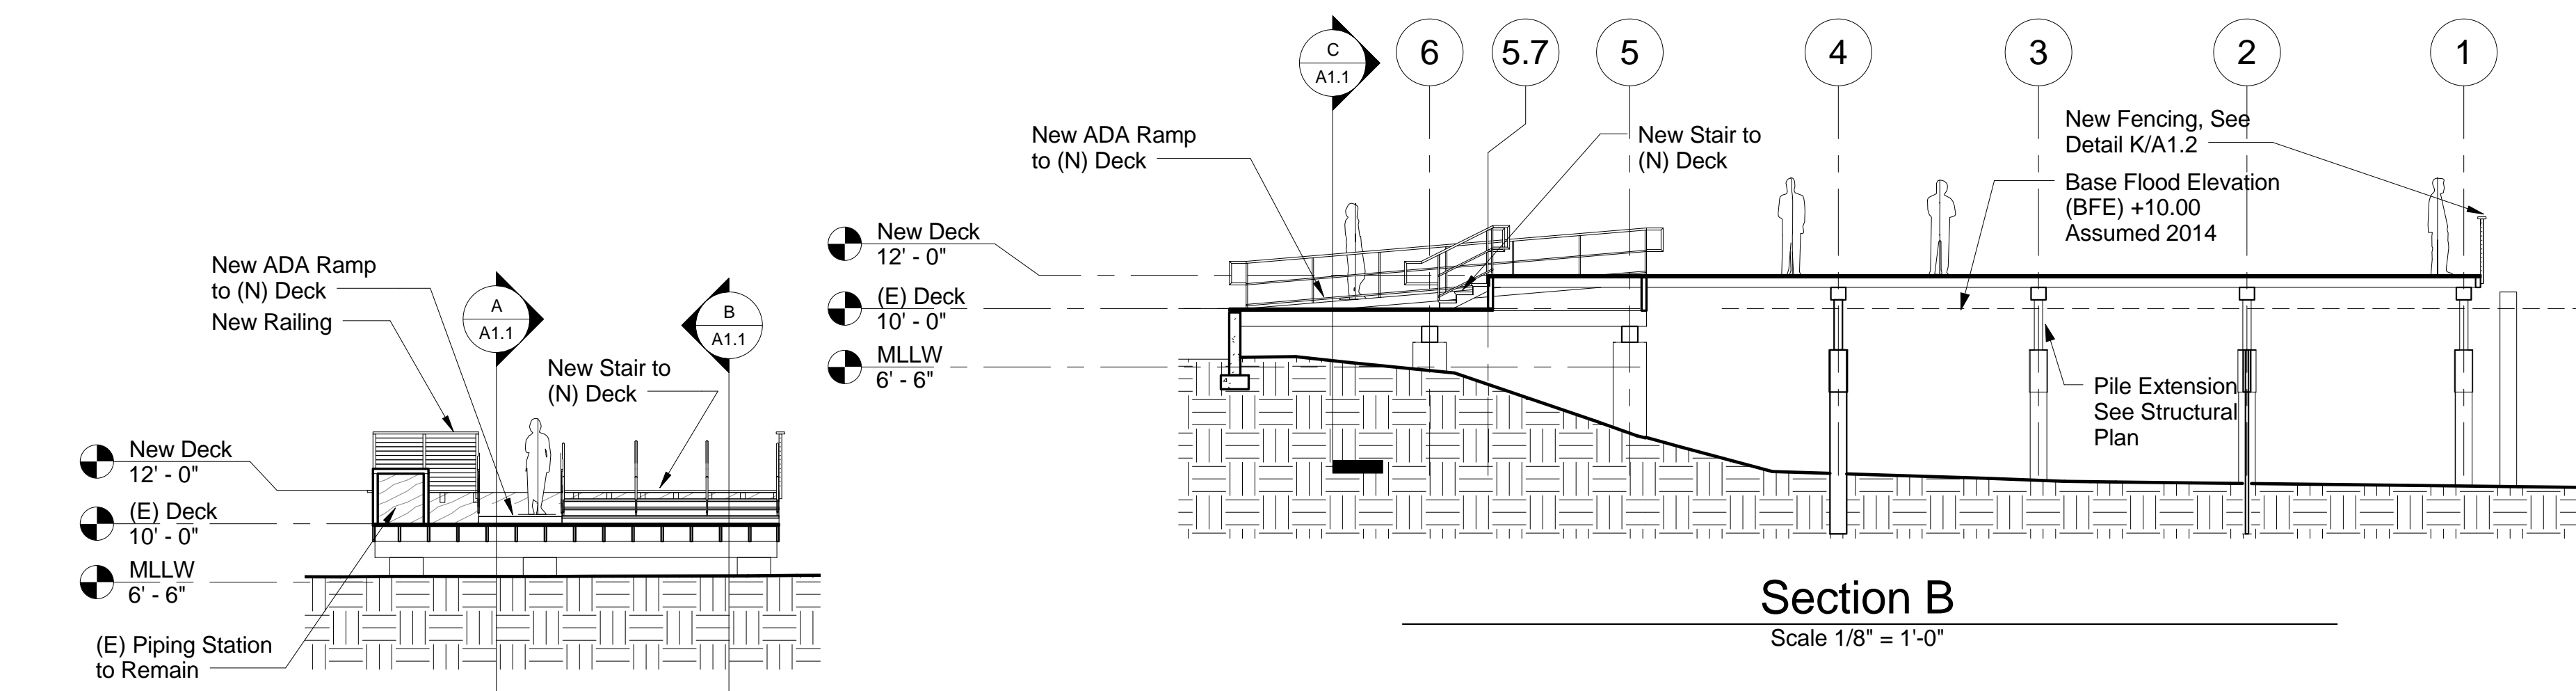 New ADA Ramp
to (N) Deck
New Railing
A
A1.1
B
A1.1
New Stair to
(N) Deck
New Deck
12' - 0"
(E) Deck
10' - 0"
MLLW
6' - 6"
(E) Piping Station
to Remain
C
A1.1
6
5.7
5
4
3
2
1
New ADA Ramp
to (N) Deck
New Stair to
(N) Deck
New Fencing, See
Detail K/A1.2
Base Flood Elevation
(BFE) +10.00
Assumed 2014
New Deck
12' - 0"
(E) Deck
10' - 0"
MLLW
6' - 6"
Pile Extension
See Structural
Plan
Section B
Scale 1/8" = 1'-0"